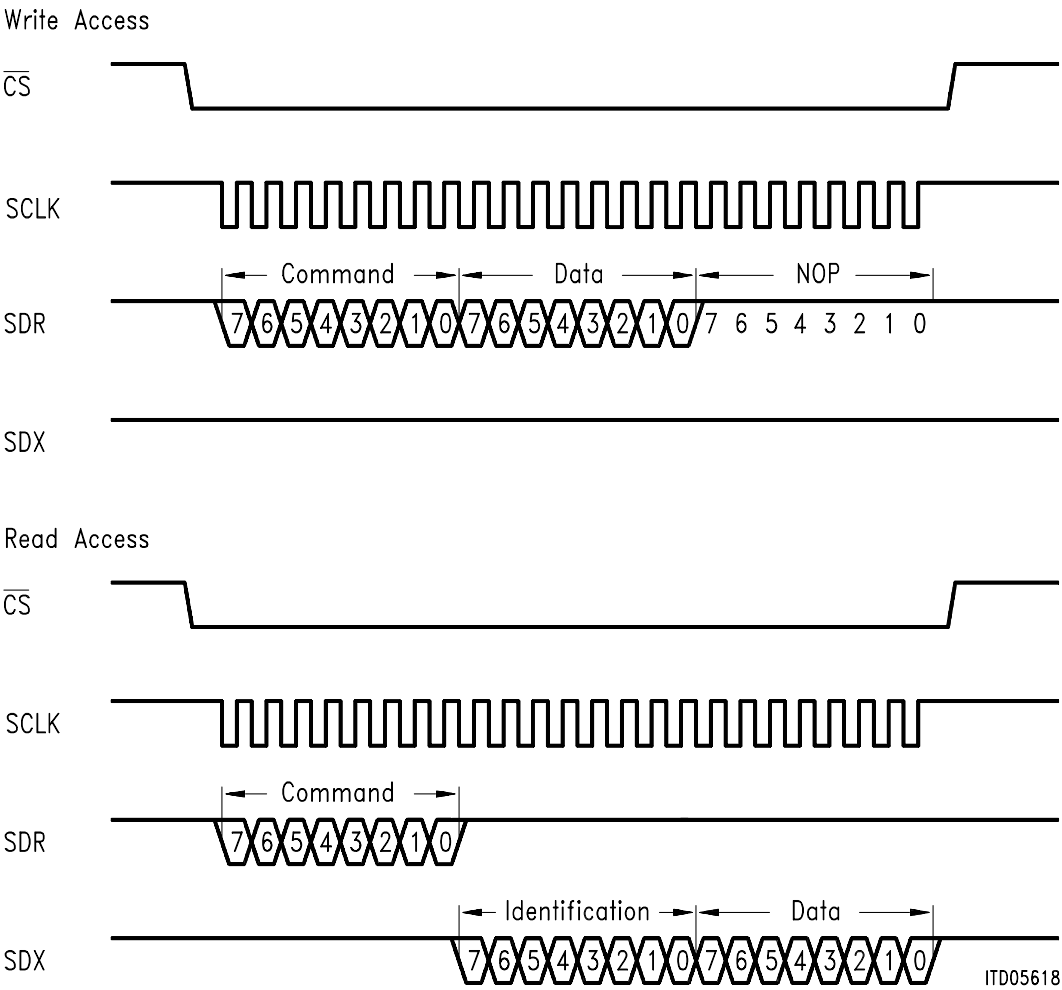 Write Access
C̅S̅
SCLK
Command Data NOP
SDR 7 6 5 4 3 2 1 0 7 6 5 4 3 2 1 0 7 6 5 4 3 2 1 0
SDX
Read Access
C̅S̅
SCLK
Command
SDR 7 6 5 4 3 2 1 0
Identification Data
SDX 7 6 5 4 3 2 1 0 7 6 5 4 3 2 1 0
ITD05618